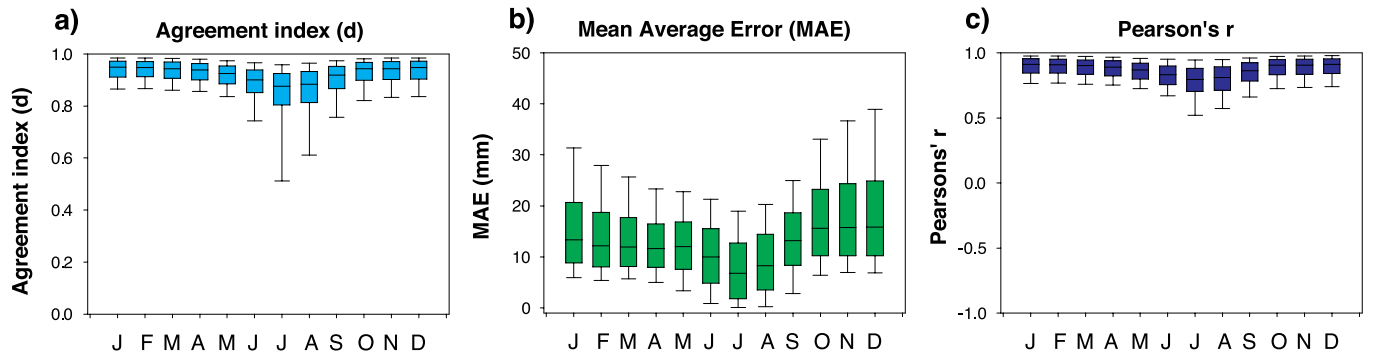 a)
Agreement index (d)
Agreement index (d)
1.0
0.8
0.6
0.4
0.2
0.0
J F M A M J J A S O N D
b)
Mean Average Error (MAE)
MAE (mm)
50
40
30
20
10
0
J F M A M J J A S O N D
c)
Pearson's r
Pearsons' r
1.0
0.5
0.0
-0.5
-1.0
J F M A M J J A S O N D